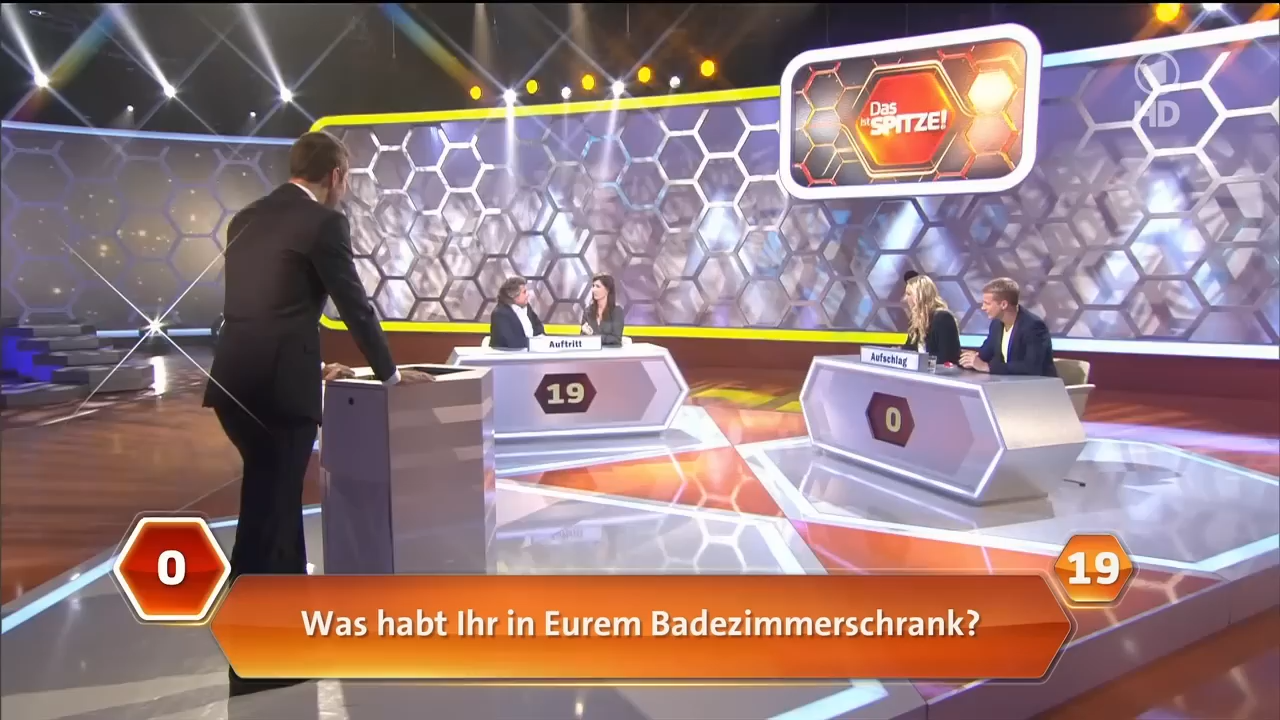 Das
ist SPITZE!
HD
Auftritt
19
Aufschlag
0
0
19
Was habt Ihr in Eurem Badezimmerschrank?